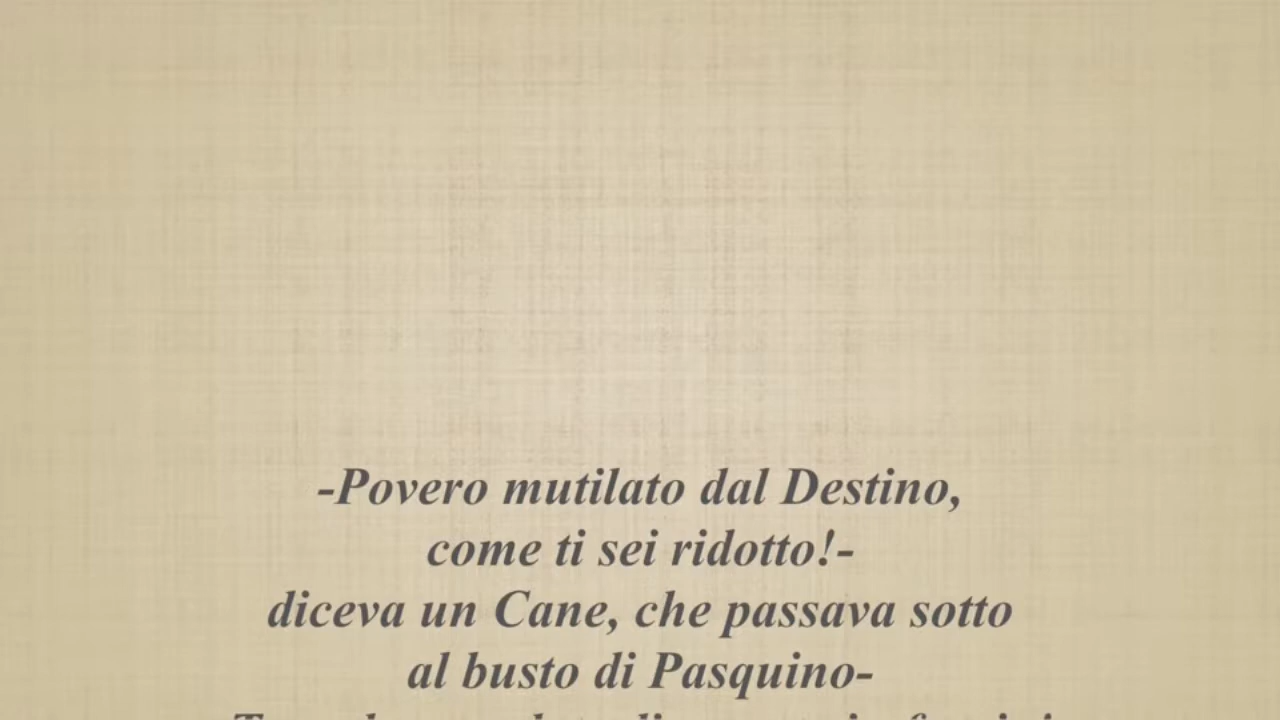 -Povero mutilato dal Destino,
come ti sei ridotto!-
diceva un Cane, che passava sotto
al busto di Pasquino-